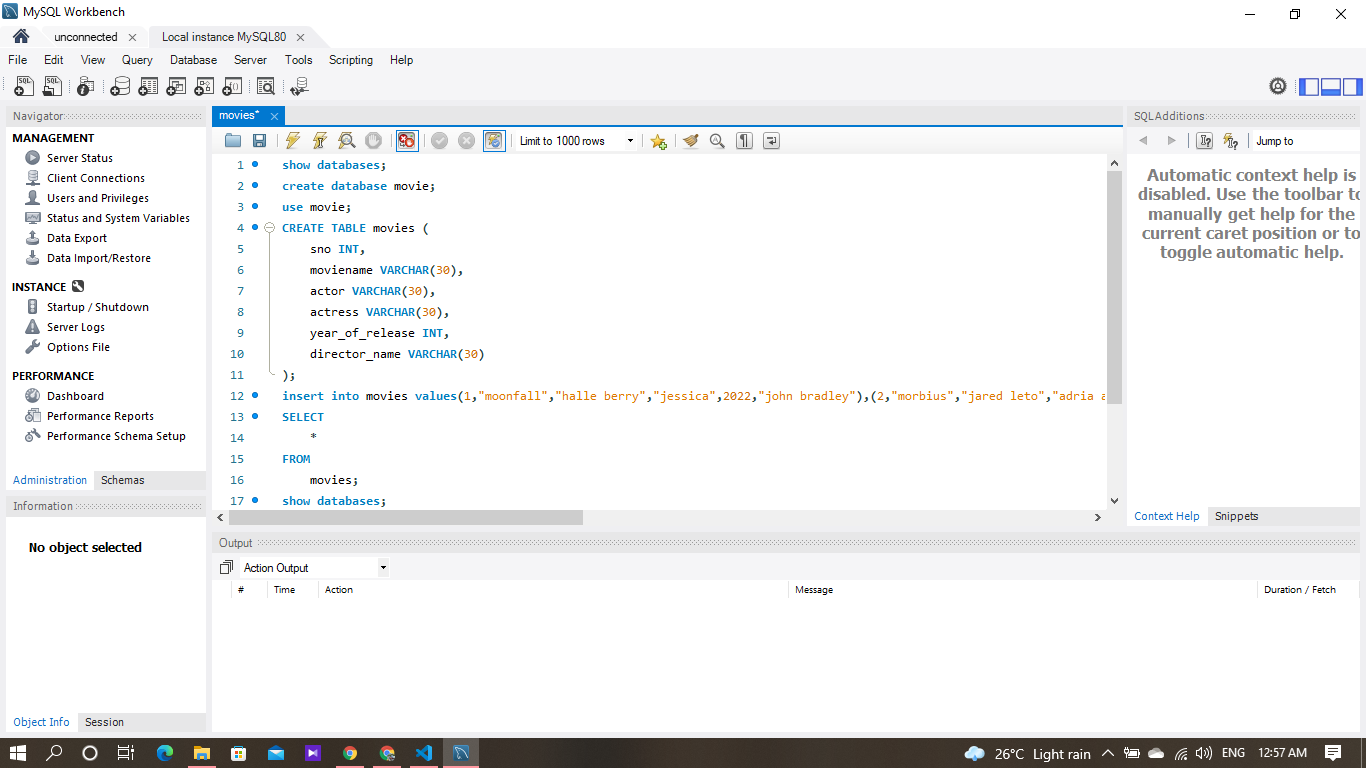 MySQL Workbench
unconnected
Local instance MySQL80
File Edit View Query Database Server Tools Scripting Help
Navigator
MANAGEMENT
Server Status
Client Connections
Users and Privileges
Status and System Variables
Data Export
Data Import/Restore
INSTANCE
Startup / Shutdown
Server Logs
Options File
PERFORMANCE
Dashboard
Performance Reports
Performance Schema Setup
Administration Schemas
Information
No object selected
Object Info Session
movies*
Limit to 1000 rows
1 show databases;
2 create database movie;
3 use movie;
4 CREATE TABLE movies (
5 sno INT,
6 moviename VARCHAR(30),
7 actor VARCHAR(30),
8 actress VARCHAR(30),
9 year_of_release INT,
10 director_name VARCHAR(30)
11 );
12 insert into movies values(1,"moonfall","halle berry","jessica",2022,"john bradley"),(2,"morbius","jared leto","adria a
13 SELECT
14 *
15 FROM
16 movies;
17 show databases;
SQLAdditions
Jump to
Automatic context help is
disabled. Use the toolbar to
manually get help for the
current caret position or to
toggle automatic help.
Context Help Snippets
Output
Action Output
# Time Action Message Duration / Fetch
26°C Light rain ENG 12:57 AM